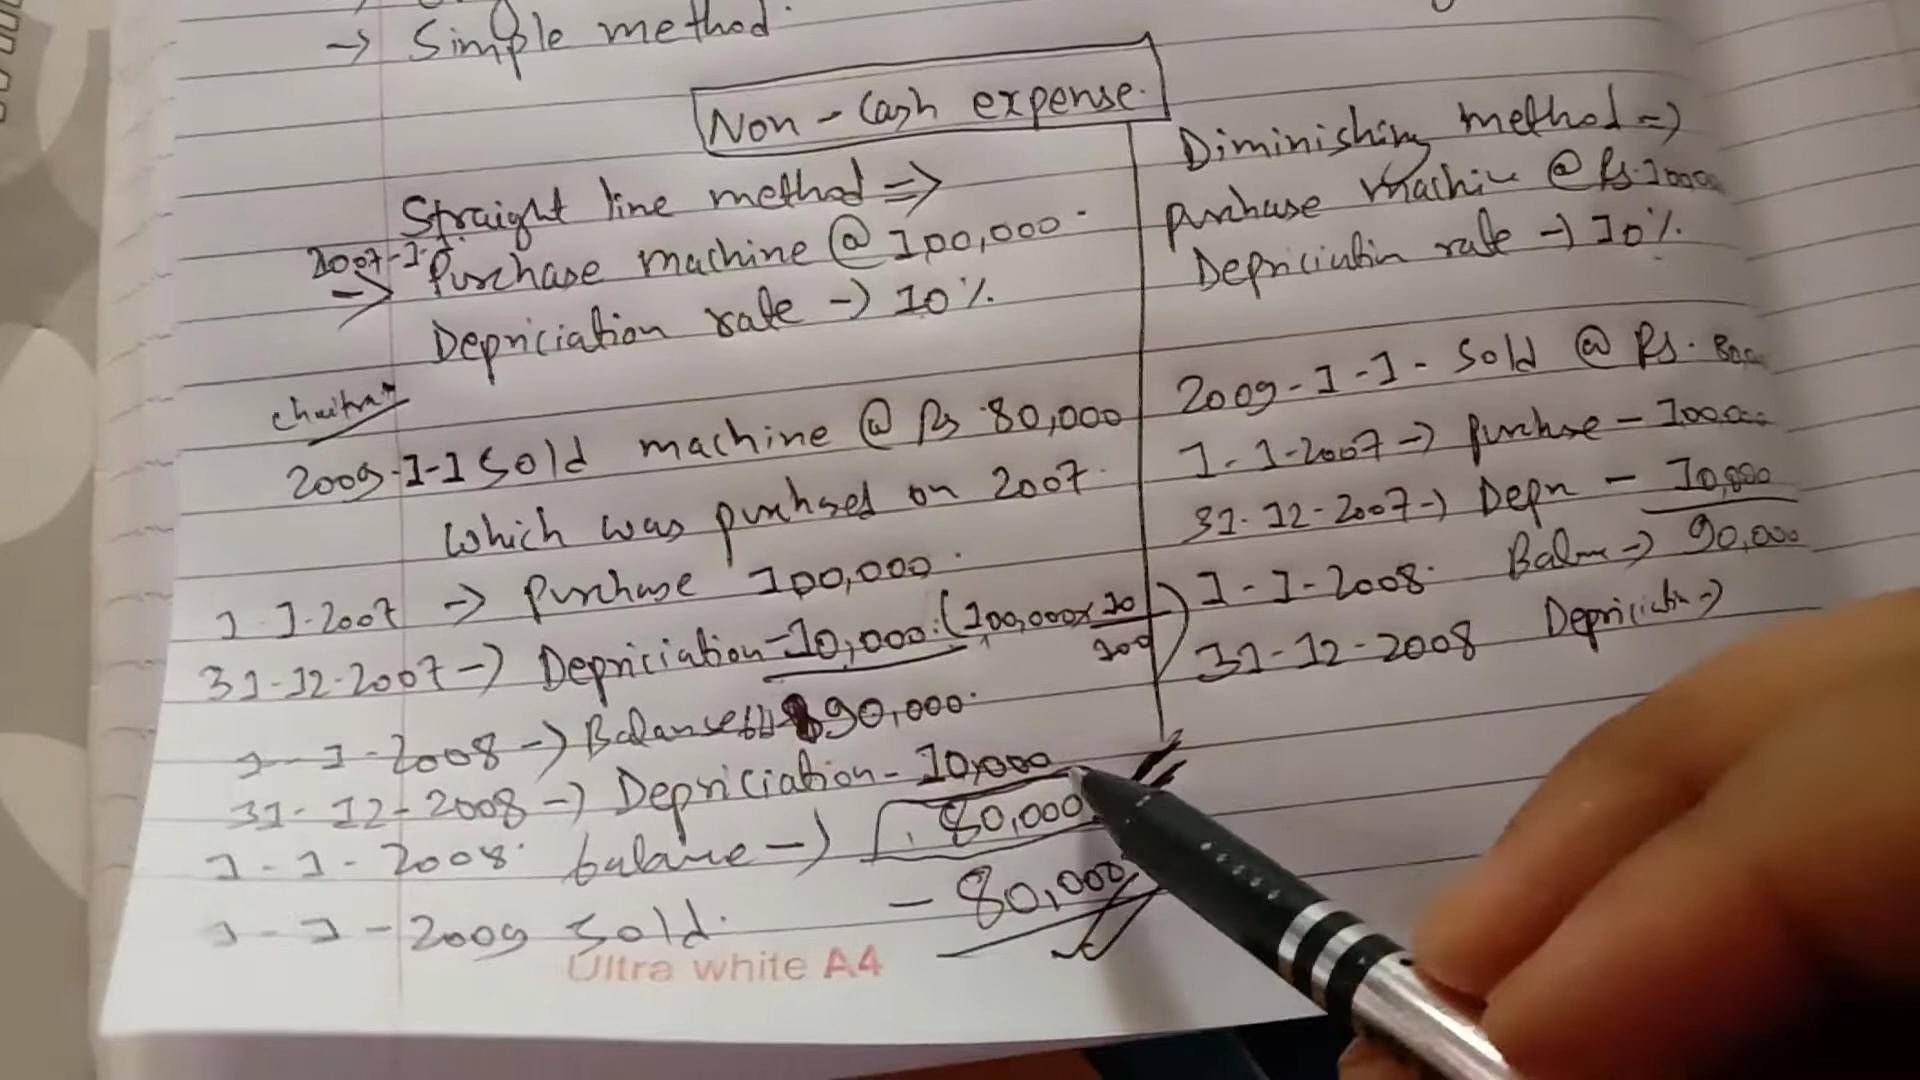 → Simple method.
Non-Cash expense.
Straight line method ⇒
2007-1-1
→ Purchase machine @ 100,000.
Depriciation rate → 10%.
2009-1-1 Sold machine @ Rs 80,000
which was purchsed on 2007.
1-1-2007 → Purchase 100,000.
31-12-2007 → Depriciation - 10,000. (100,000 × 10/100)
1-1-2008 → Balance 90,000.
31-12-2008 → Depriciation - 10,000
1-1-2008. balance → 80,000
1-1-2009 Sold. - 80,000
Ultra white A4
Diminishing method ⇒
purchase machine @ Rs.
Depriciation rate → 10%.
2009-1-1- Sold @ Rs.
1-1-2007 → purchase -
31-12-2007 → Depn - 10,000
1-1-2008. Balance → 90,000
31-12-2008 Depriciation →